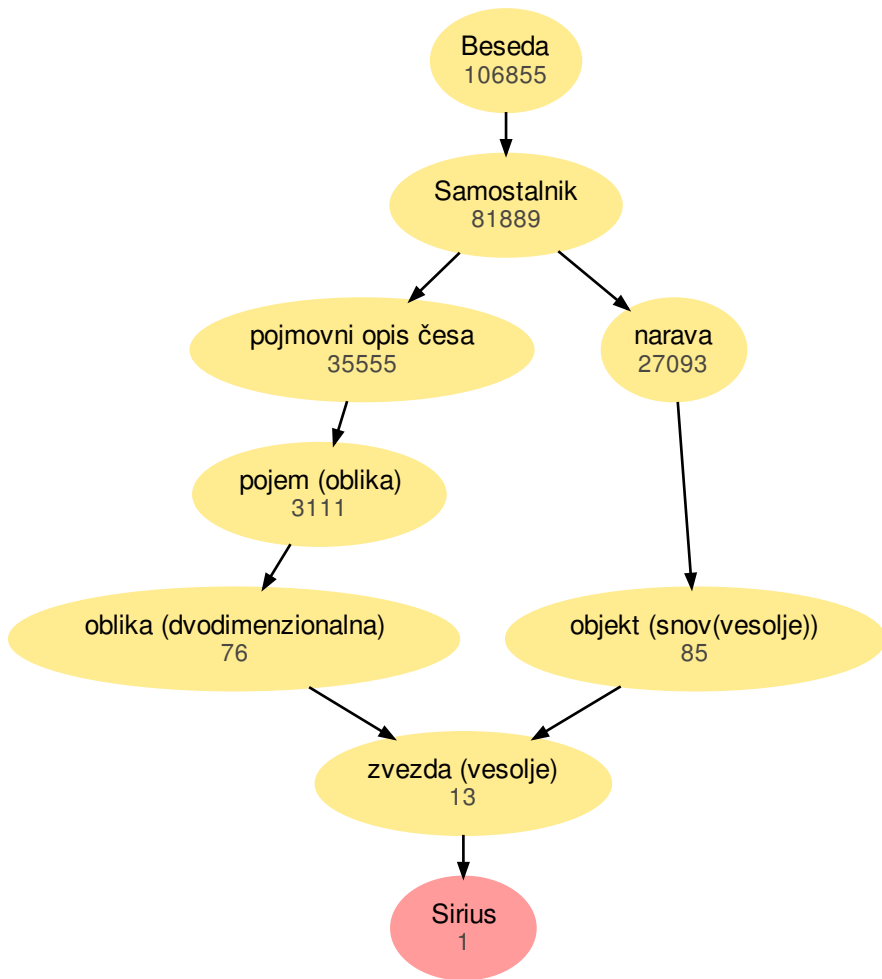 Beseda
106855
Samostalnik
81889
pojmovni opis česa
35555
narava
27093
pojem (oblika)
3111
oblika (dvodimenzionalna)
76
objekt (snov(vesolje))
85
zvezda (vesolje)
13
Sirius
1